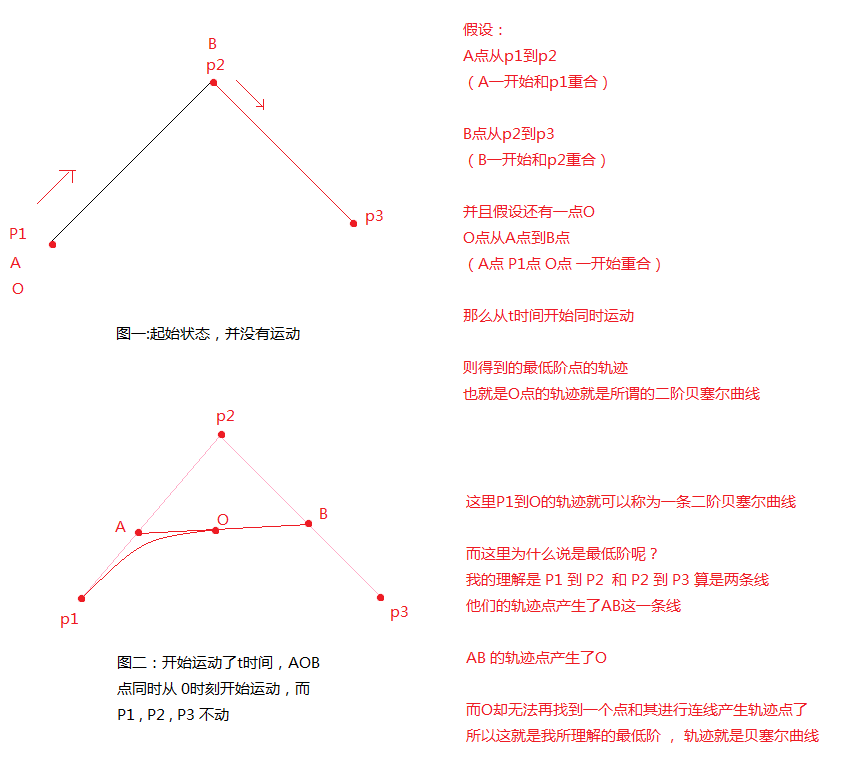 B
p2
P1
A
O
p3
图一:起始状态，并没有运动
假设：
A点从p1到p2
（A一开始和p1重合）
B点从p2到p3
（B一开始和p2重合）
并且假设还有一点O
O点从A点到B点
（A点 P1点 O点 一开始重合）
那么从t时间开始同时运动
则得到的最低阶点的轨迹
也就是O点的轨迹就是所谓的二阶贝塞尔曲线
p2
A
O
B
p1
p3
图二：开始运动了t时间，AOB
点同时从 0时刻开始运动，而
P1 , P2 , P3 不动
这里P1到O的轨迹就可以称为一条二阶贝塞尔曲线
而这里为什么说是最低阶呢？
我的理解是 P1 到 P2  和 P2 到 P3 算是两条线
他们的轨迹点产生了AB这一条线
AB 的轨迹点产生了O
而O却无法再找到一个点和其进行连线产生轨迹点了
所以这就是我所理解的最低阶 ，轨迹就是贝塞尔曲线